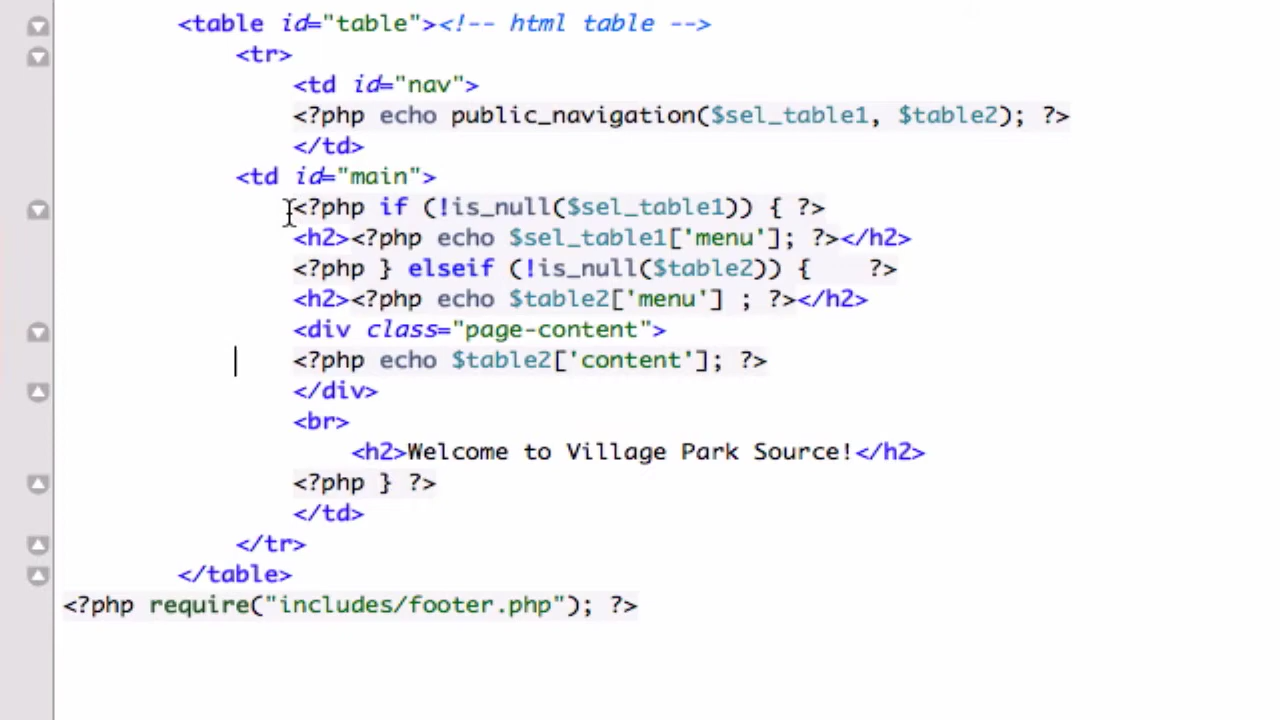 <table id="table"><!-- html table -->
<tr>
<td id="nav">
<?php echo public_navigation($sel_table1, $table2); ?>
</td>
<td id="main">
<?php if (!is_null($sel_table1)) { ?>
<h2><?php echo $sel_table1['menu']; ?></h2>
<?php } elseif (!is_null($table2)) {    ?>
<h2><?php echo $table2['menu'] ; ?></h2>
<div class="page-content">
<?php echo $table2['content']; ?>
</div>
<br>
<h2>Welcome to Village Park Source!</h2>
<?php } ?>
</td>
</tr>
</table>
<?php require("includes/footer.php"); ?>